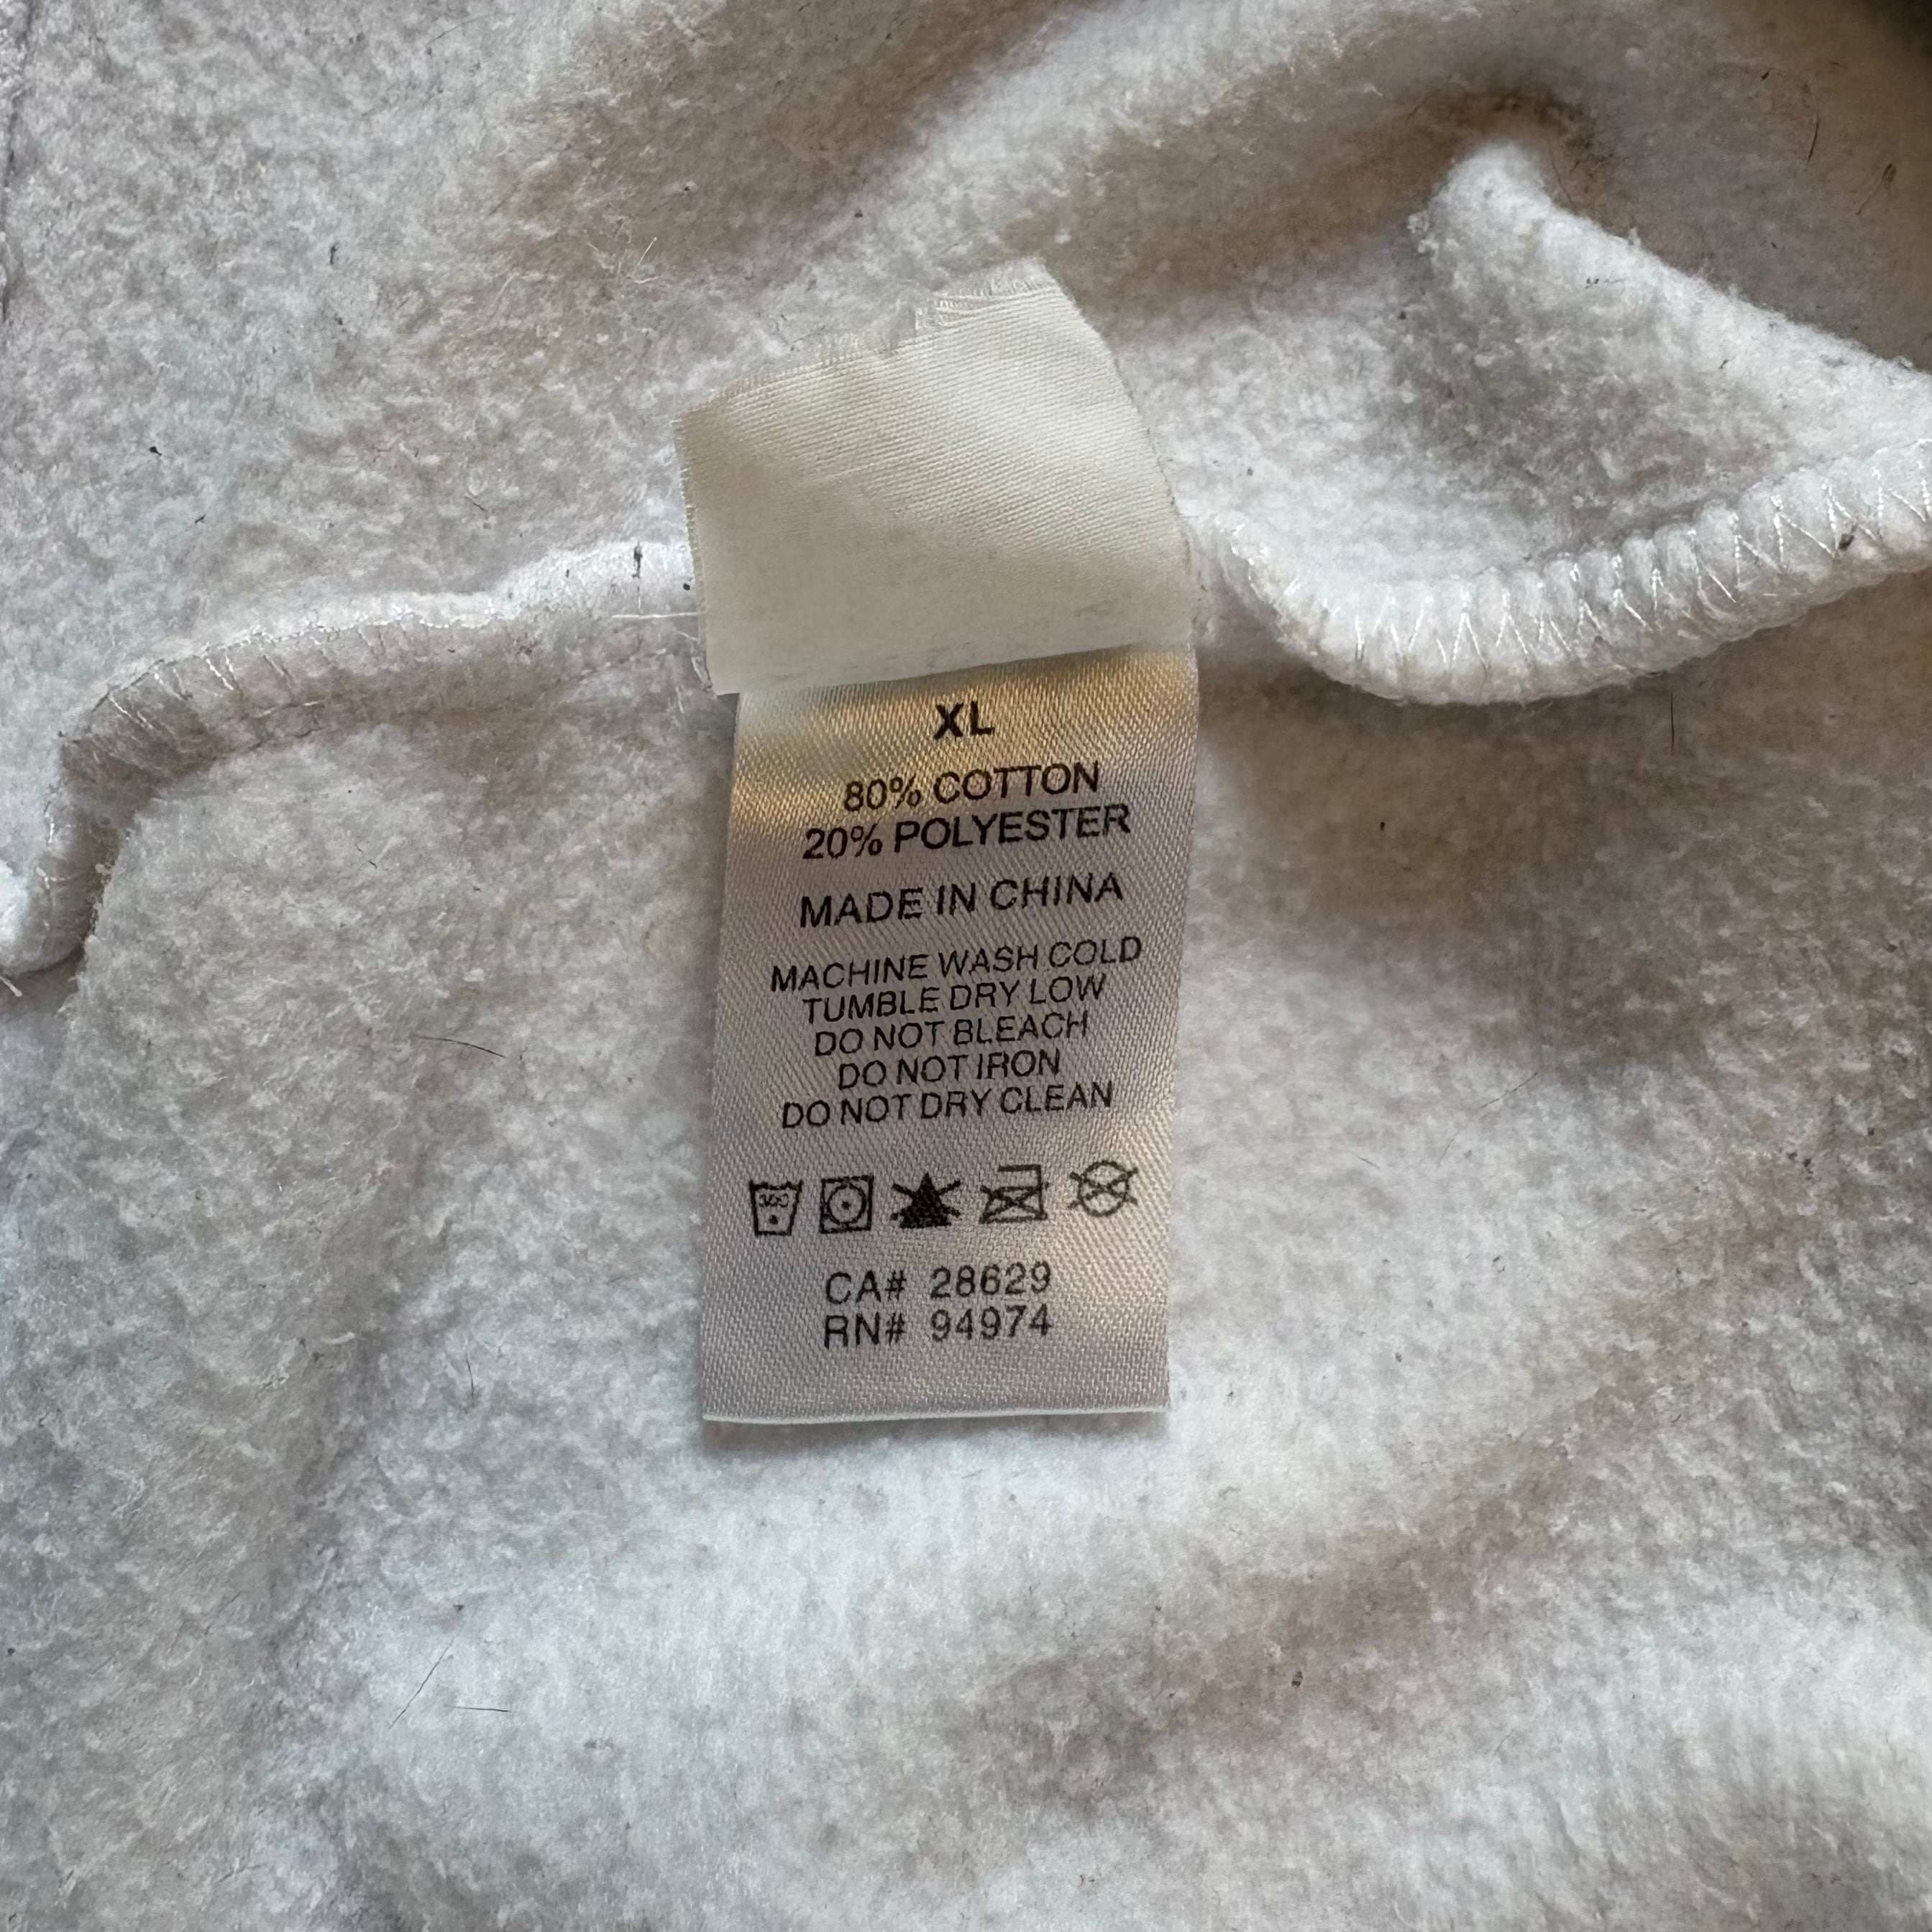 XL
80% COTTON
20% POLYESTER
MADE IN CHINA
MACHINE WASH COLD
TUMBLE DRY LOW
DO NOT BLEACH
DO NOT IRON
DO NOT DRY CLEAN
CA# 28629
RN# 94974